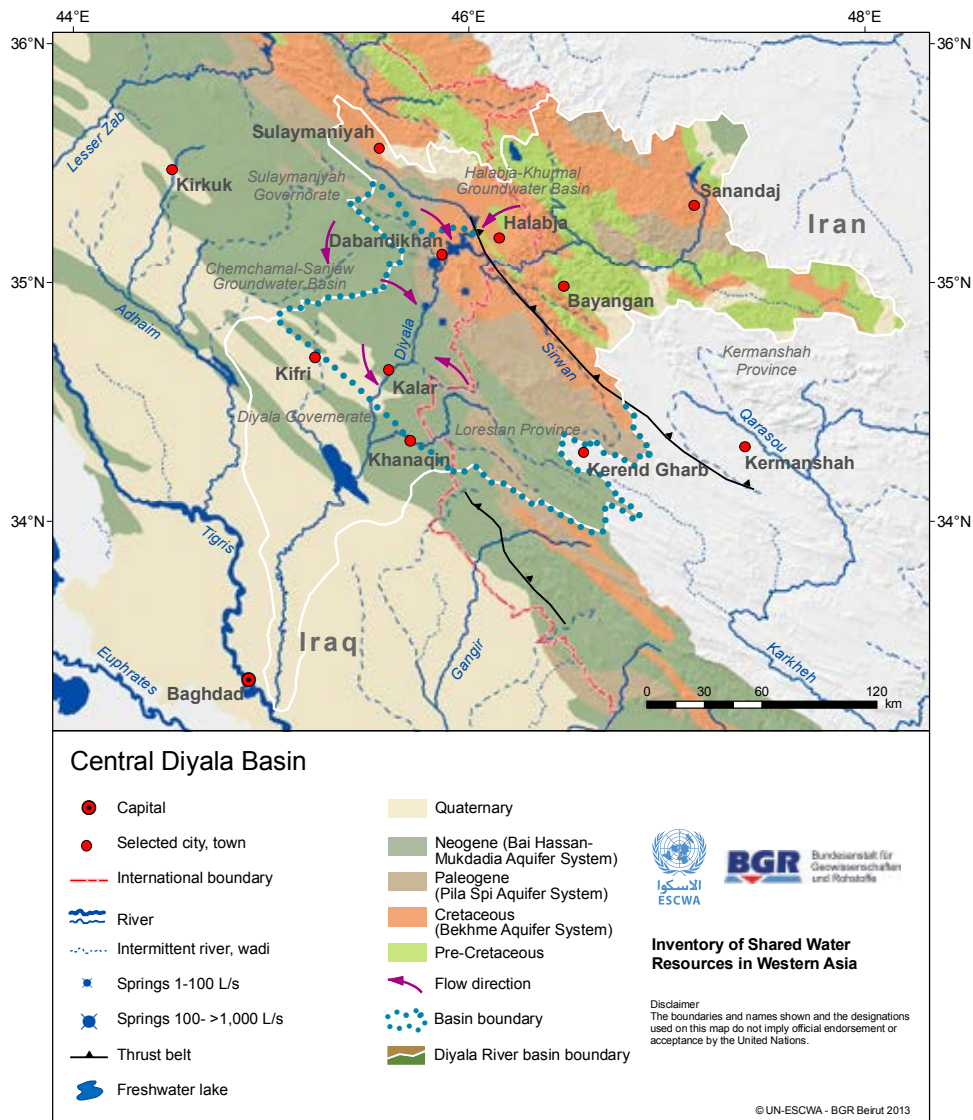 44°E
46°E
48°E
36°N
36°N
Lesser Zab
Sulaymaniyah
Kirkuk
Sulaymaniyah
Governorate
Halabja-Khurmal
Groundwater Basin
Sanandaj
Iran
Halabja
Dabandikhan
35°N
35°N
Chemchamal-Sanjaw
Groundwater Basin
Bayangan
Adhaim
Diyala
Sirwan
Kermanshah
Province
Kifri
Kalar
Qarasou
Diyala Governerate
Lorestan Province
Khanaqin
Kerend Gharb
Kermanshah
34°N
34°N
Tigris
Iraq
Gangir
Karkheh
Euphrates
Baghdad
0 30 60 120
km
Central Diyala Basin
Capital
Selected city, town
International boundary
River
Intermittent river, wadi
Springs 1-100 L/s
Springs 100- >1,000 L/s
Thrust belt
Freshwater lake
Quaternary
Neogene (Bai Hassan-
Mukdadia Aquifer System)
Paleogene
(Pila Spi Aquifer System)
Cretaceous
(Bekhme Aquifer System)
Pre-Cretaceous
Flow direction
Basin boundary
Diyala River basin boundary
الاسكوا
ESCWA
BGR
Bundesanstalt für
Geowissenschaften
und Rohstoffe
Inventory of Shared Water
Resources in Western Asia
Disclaimer
The boundaries and names shown and the designations
used on this map do not imply official endorsement or
acceptance by the United Nations.
© UN-ESCWA - BGR Beirut 2013